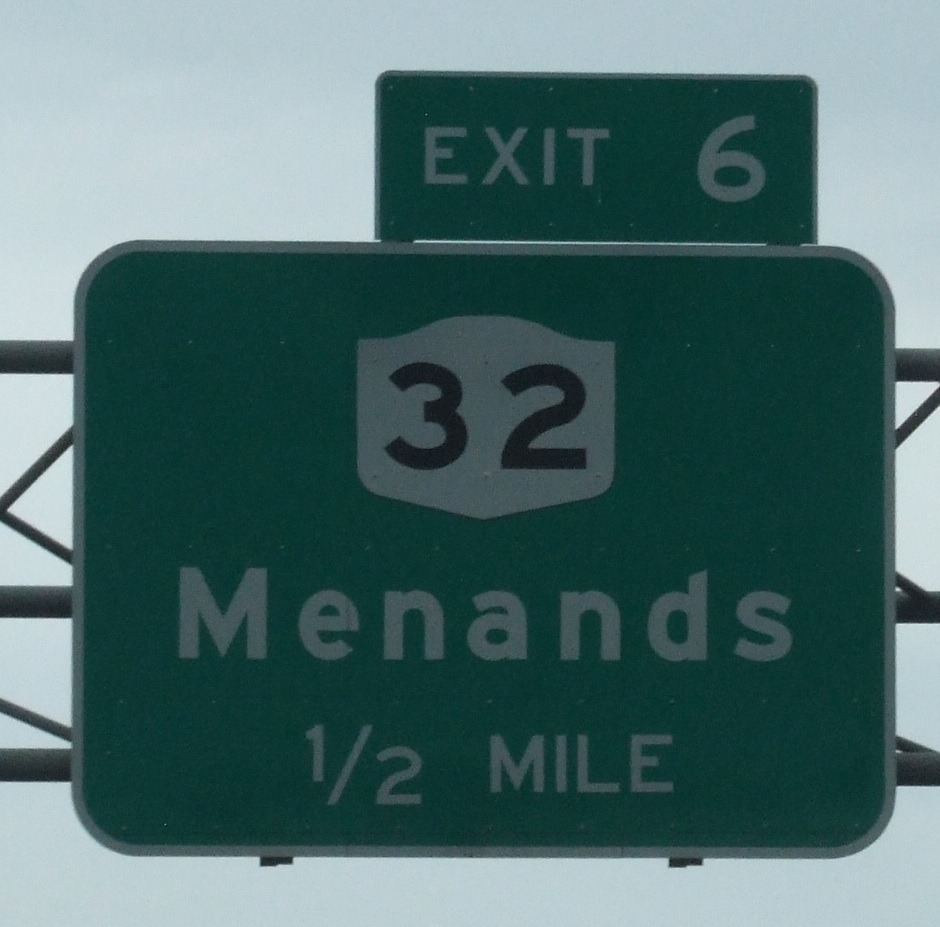 EXIT 6
32
Menands
1/2 MILE